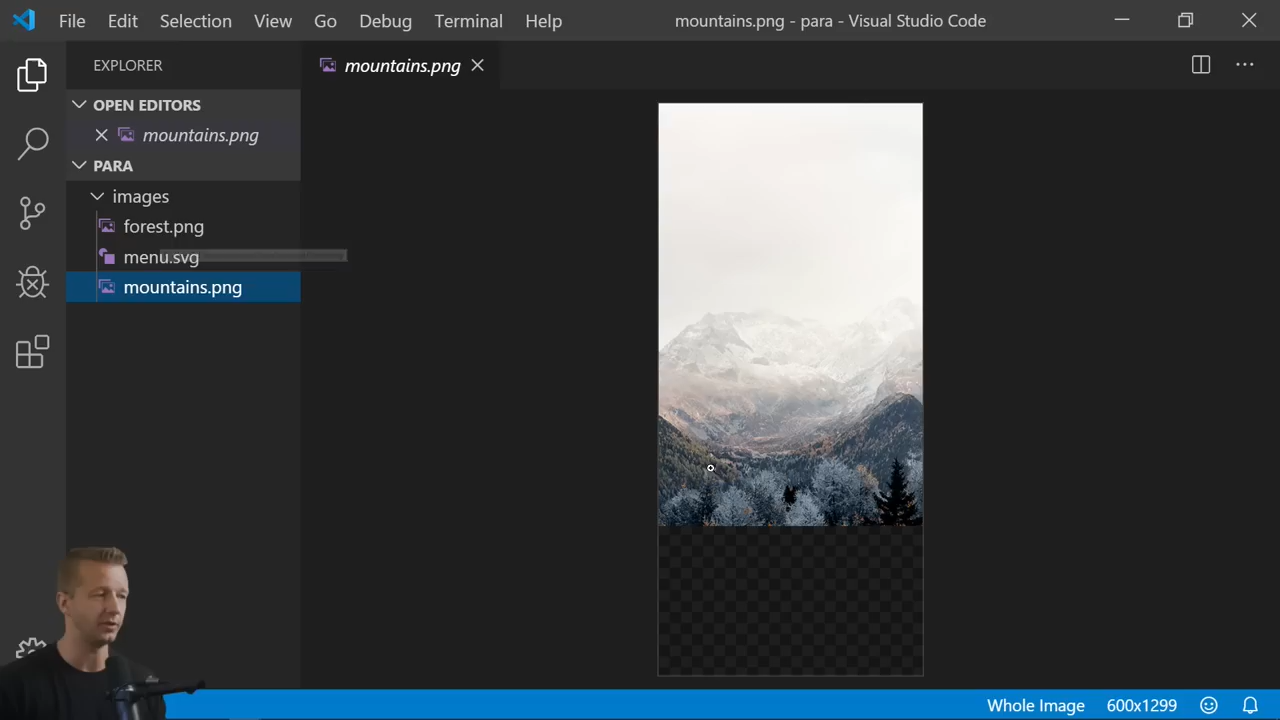 File Edit Selection View Go Debug Terminal Help mountains.png - para - Visual Studio Code
EXPLORER
mountains.png
OPEN EDITORS
mountains.png
PARA
images
forest.png
menu.svg
mountains.png
Whole Image 600x1299